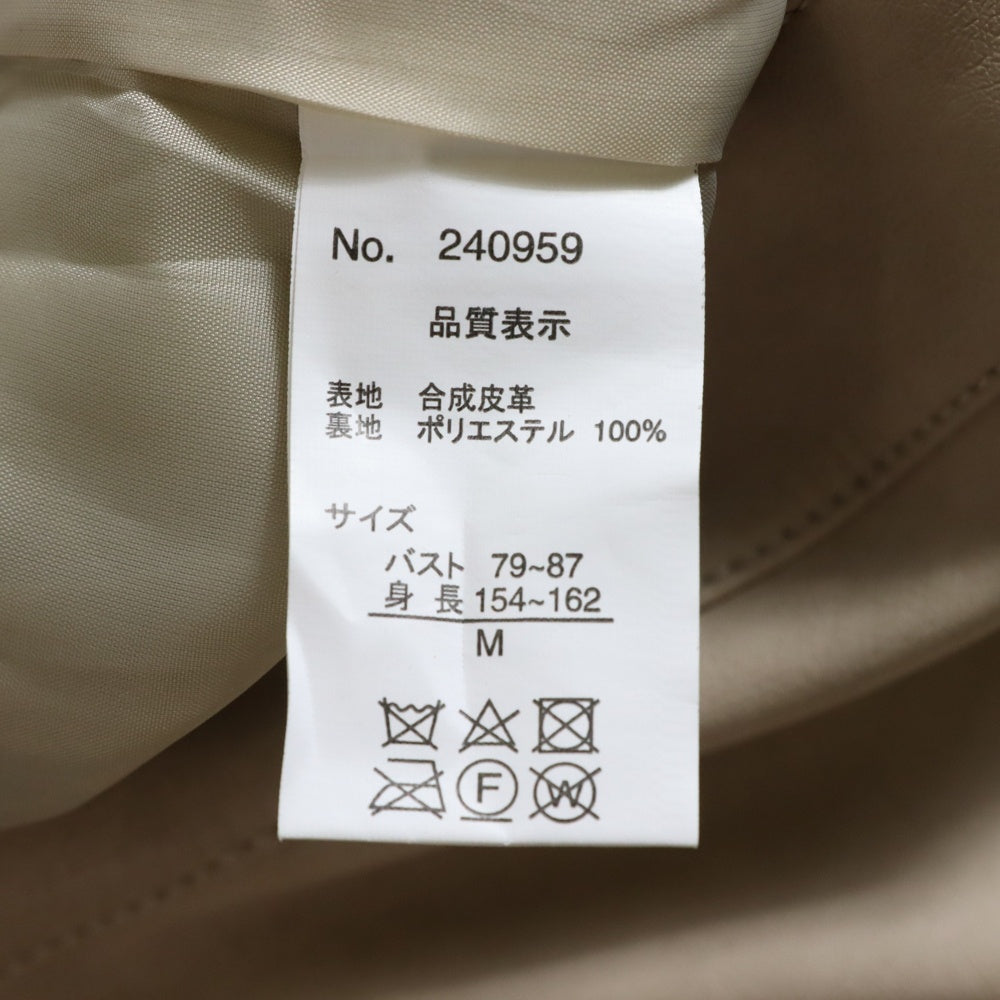 No. 240959
品質表示
表地 合成皮革
裏地 ポリエステル 100%
サイズ
バスト 79~87
身長 154~162
M
F W